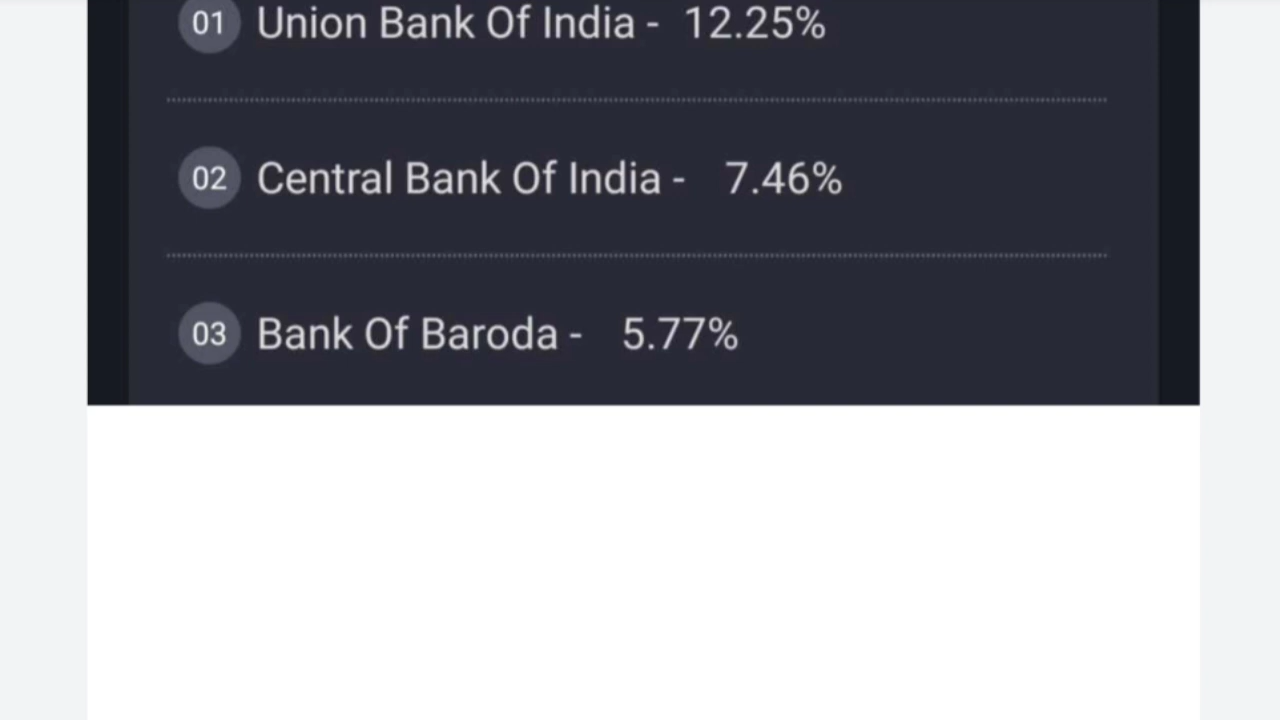 01 Union Bank Of India - 12.25%
02 Central Bank Of India - 7.46%
03 Bank Of Baroda - 5.77%